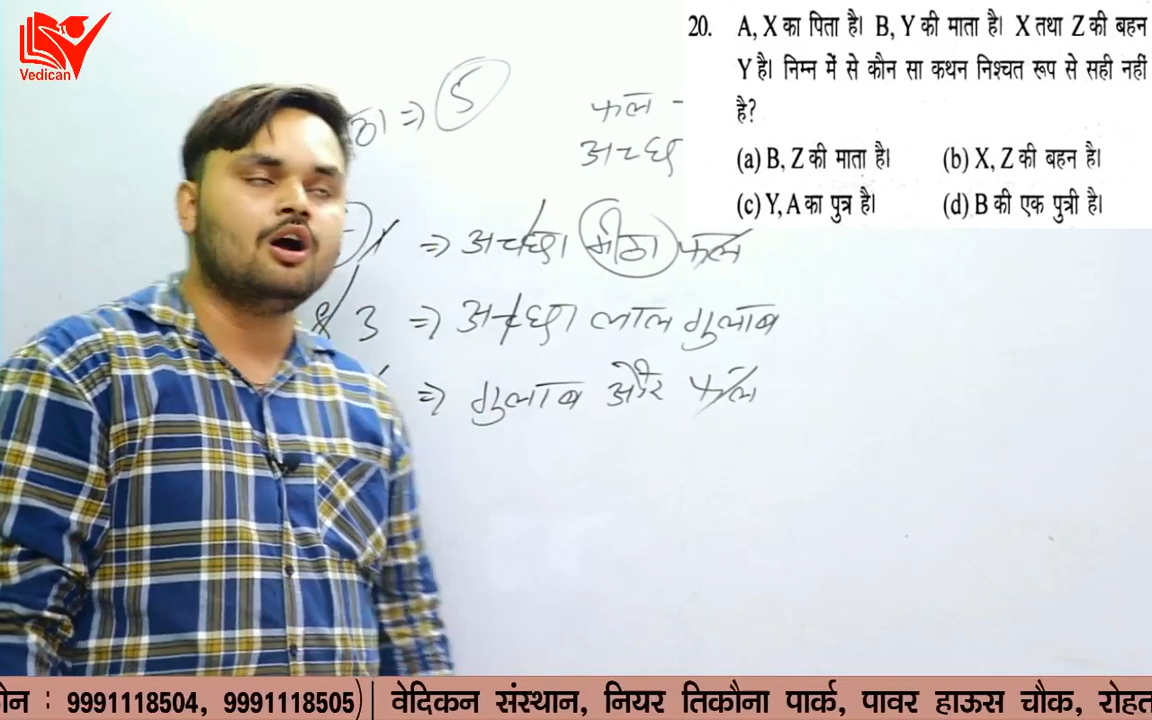 Vedican
20. A, X का पिता है। B, Y की माता है। X तथा Z की बहन
Y है। निम्न में से कौन सा कथन निश्चत रूप से सही नहीं
है?
(a) B, Z की माता है। (b) X, Z की बहन है।
(c) Y, A का पुत्र है। (d) B की एक पुत्री है।
ठा ⇒ 5
फल -
अच्छ
⇒ अच्छा मीठा फल
8 3 ⇒ अच्छा लाल गुलाब
⇒ गुलाब और फल
ोन : 9991118504, 9991118505) | वेदिकन संस्थान, नियर तिकौना पार्क, पावर हाऊस चौक, रोहत